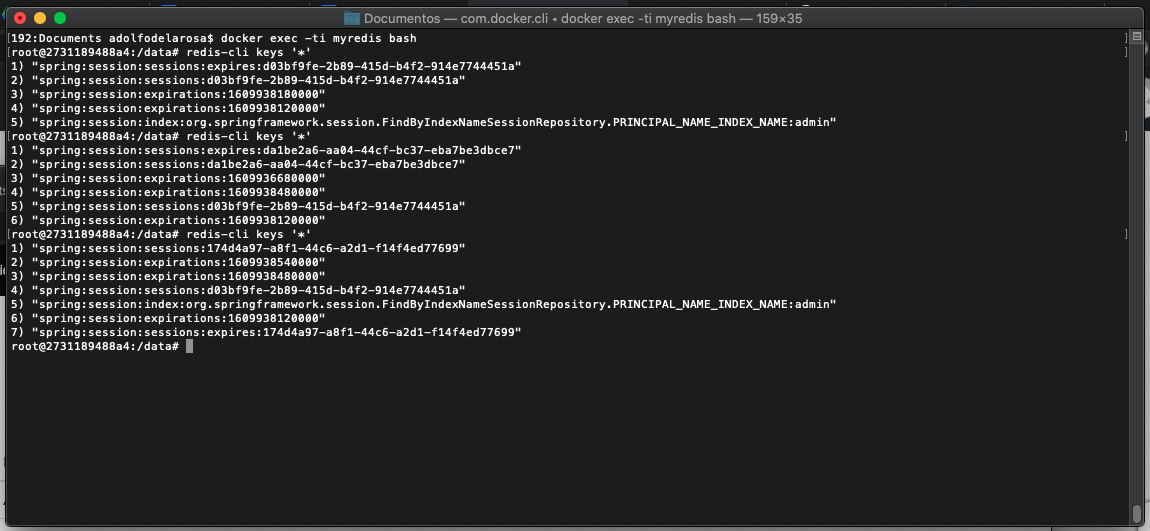 Documentos — com.docker.cli ◂ docker exec -ti myredis bash — 159×35
[192:Documents adolfodelarosa$ docker exec -ti myredis bash ]
[root@2731189488a4:/data# redis-cli keys '*' ]
1) "spring:session:sessions:expires:d03bf9fe-2b89-415d-b4f2-914e7744451a"
2) "spring:session:sessions:d03bf9fe-2b89-415d-b4f2-914e7744451a"
3) "spring:session:expirations:1609938180000"
4) "spring:session:expirations:1609938120000"
5) "spring:session:index:org.springframework.session.FindByIndexNameSessionRepository.PRINCIPAL_NAME_INDEX_NAME:admin"
[root@2731189488a4:/data# redis-cli keys '*' ]
1) "spring:session:sessions:expires:da1be2a6-aa04-44cf-bc37-eba7be3dbce7"
2) "spring:session:sessions:da1be2a6-aa04-44cf-bc37-eba7be3dbce7"
3) "spring:session:expirations:1609936680000"
4) "spring:session:expirations:1609938480000"
5) "spring:session:sessions:d03bf9fe-2b89-415d-b4f2-914e7744451a"
6) "spring:session:expirations:1609938120000"
[root@2731189488a4:/data# redis-cli keys '*' ]
1) "spring:session:sessions:174d4a97-a8f1-44c6-a2d1-f14f4ed77699"
2) "spring:session:expirations:1609938540000"
3) "spring:session:expirations:1609938480000"
4) "spring:session:sessions:d03bf9fe-2b89-415d-b4f2-914e7744451a"
5) "spring:session:index:org.springframework.session.FindByIndexNameSessionRepository.PRINCIPAL_NAME_INDEX_NAME:admin"
6) "spring:session:expirations:1609938120000"
7) "spring:session:sessions:expires:174d4a97-a8f1-44c6-a2d1-f14f4ed77699"
root@2731189488a4:/data#